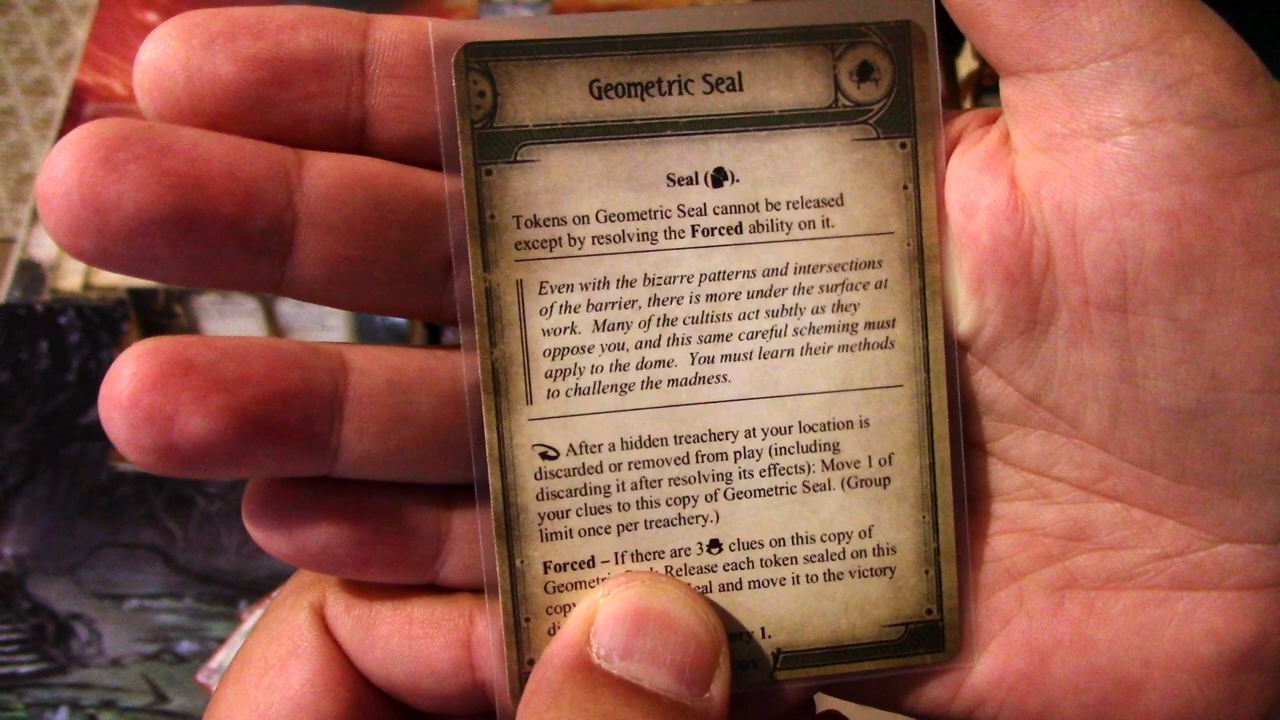 Geometric Seal
Seal ( ).
Tokens on Geometric Seal cannot be released
except by resolving the Forced ability on it.
Even with the bizarre patterns and intersections
of the barrier, there is more under the surface at
work. Many of the cultists act subtly as they
oppose you, and this same careful scheming must
apply to the dome. You must learn their methods
to challenge the madness.
After a hidden treachery at your location is
discarded or removed from play (including
discarding it after resolving its effects): Move 1 of
your clues to this copy of Geometric Seal. (Group
limit once per treachery.)
Forced – If there are 3 clues on this copy of
Release each token sealed on this
and move it to the victory
1.